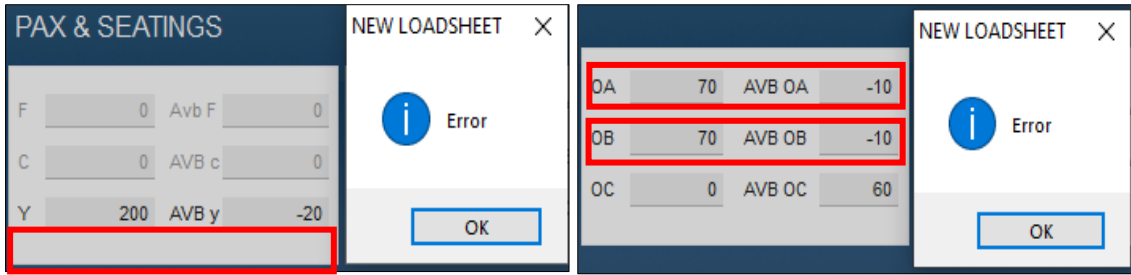 PAX & SEATINGS
F 0 Avb F 0
C 0 AVB c 0
Y 200 AVB y -20
NEW LOADSHEET
Error
OK
OA 70 AVB OA -10
OB 70 AVB OB -10
OC 0 AVB OC 60
NEW LOADSHEET
Error
OK